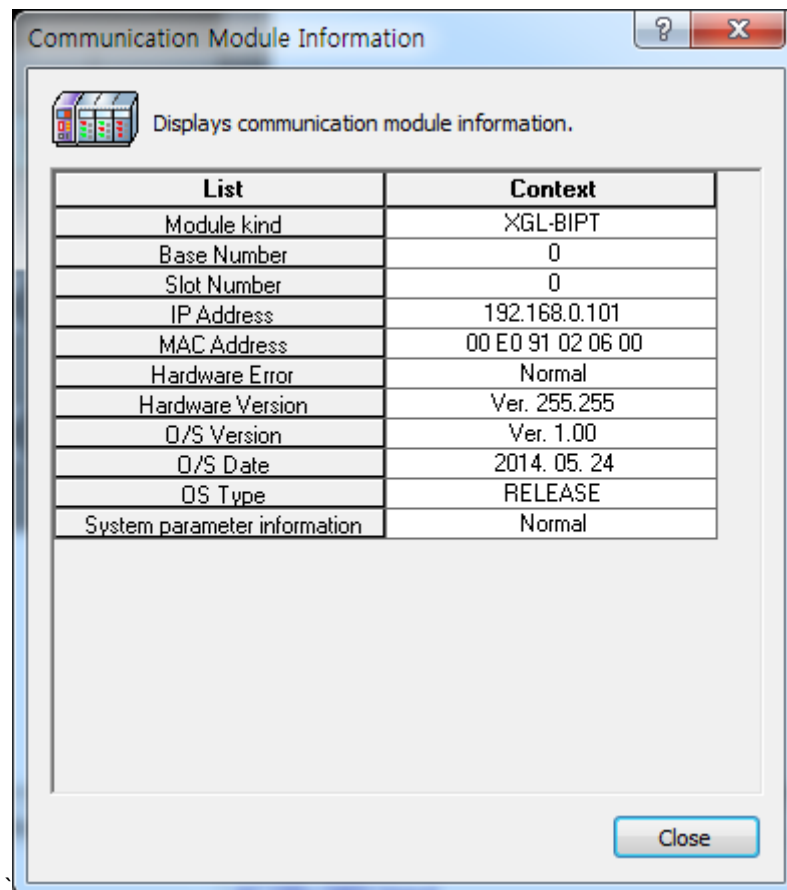 Communication Module Information
Displays communication module information.
List Context
Module kind XGL-BIPT
Base Number 0
Slot Number 0
IP Address 192.168.0.101
MAC Address 00 E0 91 02 06 00
Hardware Error Normal
Hardware Version Ver. 255.255
O/S Version Ver. 1.00
O/S Date 2014. 05. 24
OS Type RELEASE
System parameter information Normal
Close
`